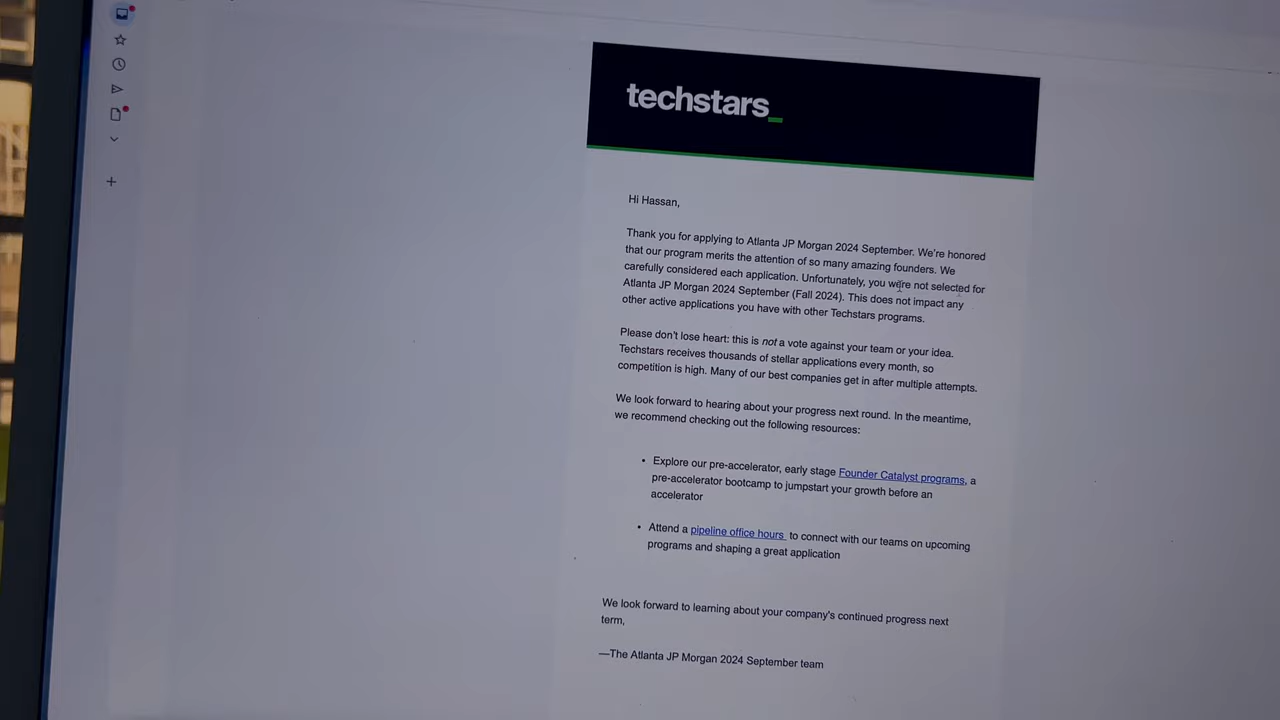 techstars_
Hi Hassan,
Thank you for applying to Atlanta JP Morgan 2024 September. We're honored
that our program merits the attention of so many amazing founders. We
carefully considered each application. Unfortunately, you were not selected for
Atlanta JP Morgan 2024 September (Fall 2024). This does not impact any
other active applications you have with other Techstars programs.
Please don't lose heart: this is not a vote against your team or your idea.
Techstars receives thousands of stellar applications every month, so
competition is high. Many of our best companies get in after multiple attempts.
We look forward to hearing about your progress next round. In the meantime,
we recommend checking out the following resources:
• Explore our pre-accelerator, early stage Founder Catalyst programs, a
pre-accelerator bootcamp to jumpstart your growth before an
accelerator
• Attend a pipeline office hours to connect with our teams on upcoming
programs and shaping a great application
We look forward to learning about your company's continued progress next
term,
—The Atlanta JP Morgan 2024 September team